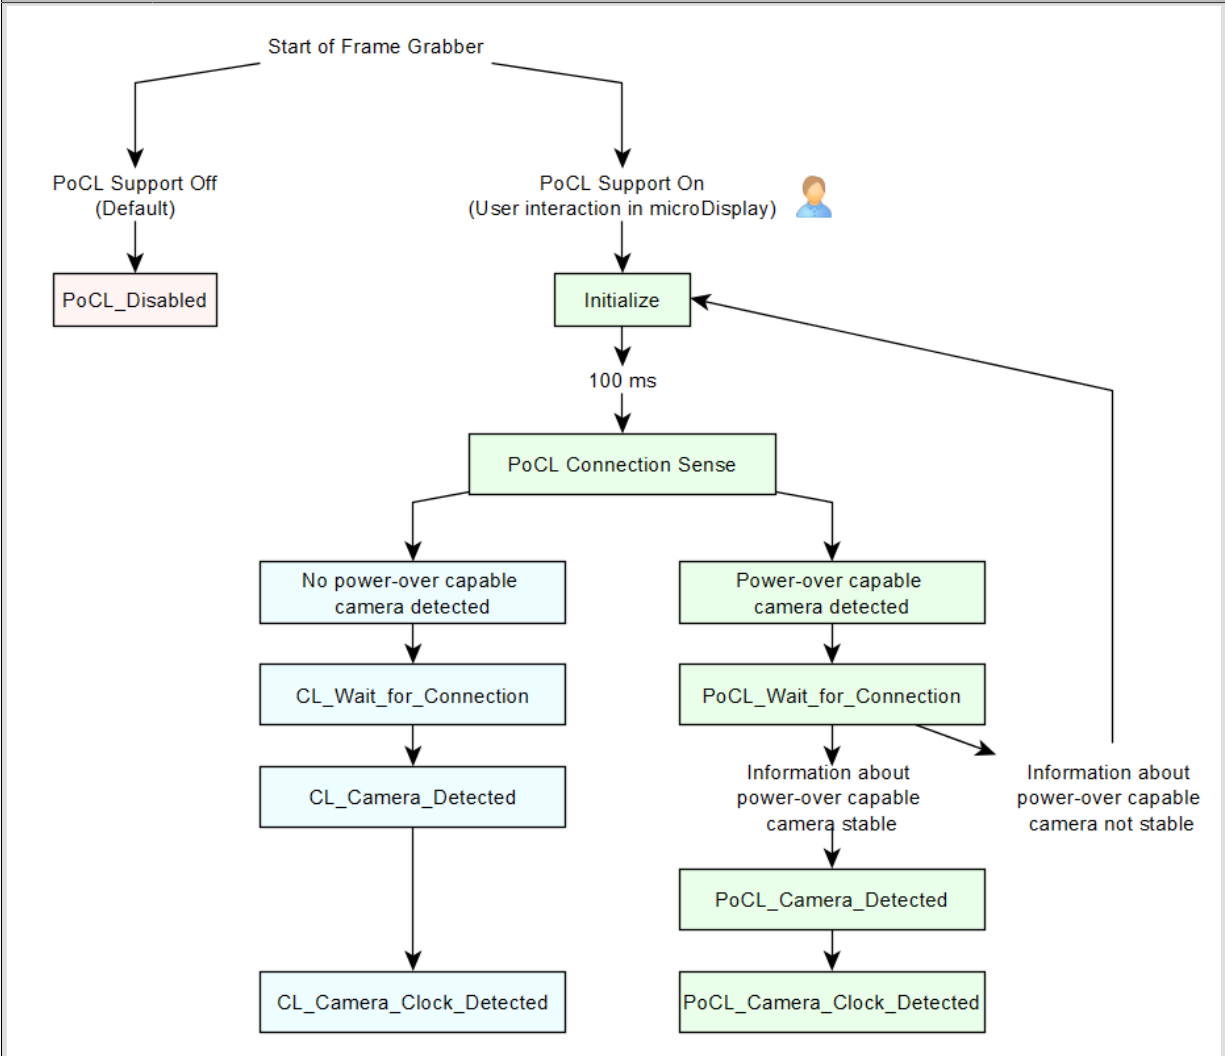 Start of Frame Grabber
PoCL Support Off
(Default)
PoCL Support On
(User interaction in microDisplay)
PoCL_Disabled
Initialize
100 ms
PoCL Connection Sense
No power-over capable
camera detected
Power-over capable
camera detected
CL_Wait_for_Connection
PoCL_Wait_for_Connection
CL_Camera_Detected
Information about
power-over capable
camera stable
Information about
power-over capable
camera not stable
PoCL_Camera_Detected
CL_Camera_Clock_Detected
PoCL_Camera_Clock_Detected